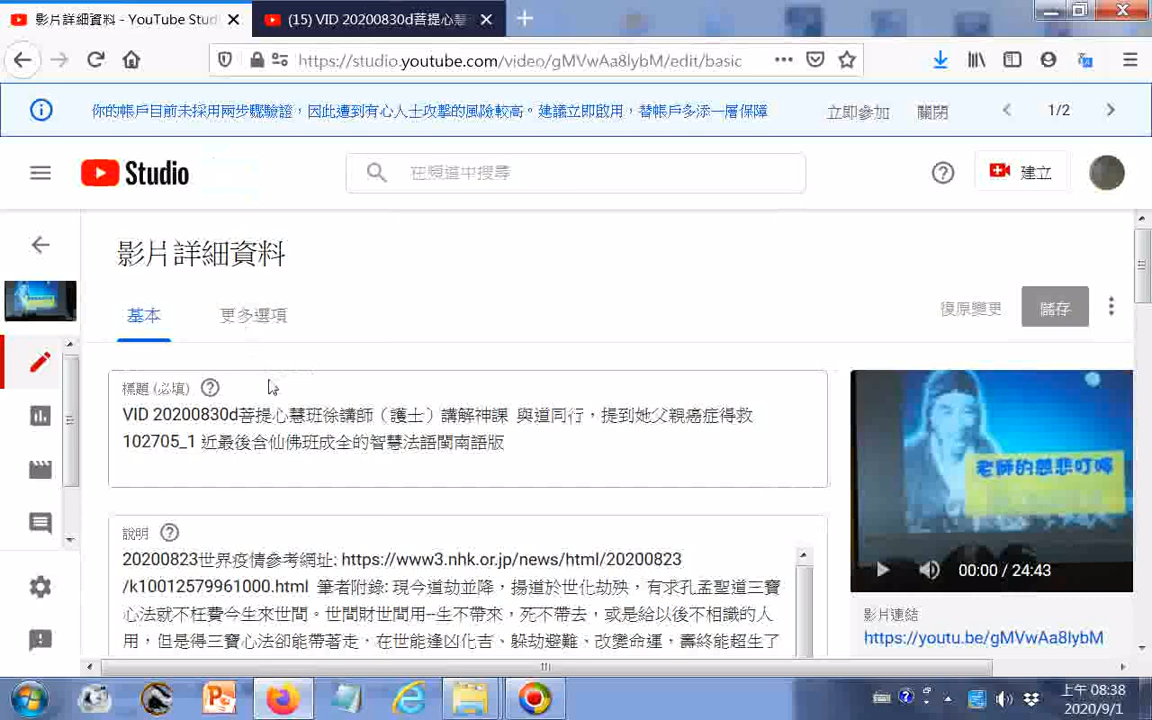 影片詳細資料 - YouTube Stud
(15) VID 20200830d菩提心慧
https://studio.youtube.com/video/gMVwAa8lybM/edit/basic
你的帳戶目前未採用兩步驟驗證，因此遭到有心人士攻擊的風險較高。建議立即啟用，替帳戶多添一層保障
立即參加
關閉
1/2
Studio
在頻道中搜尋
建立
影片詳細資料
基本
更多選項
復原變更
儲存
標題 (必填)
VID 20200830d菩提心慧班徐講師（護士）講解神課 與道同行，提到她父親癌症得救
102705_1 近最後含仙佛班成全的智慧法語閩南語版
說明
20200823世界疫情參考網址: https://www3.nhk.or.jp/news/html/20200823
/k10012579961000.html 筆者附錄: 現今道劫並降，揚道於世化劫殃，有求孔孟聖道三寶
心法就不枉費今生來世間。世間財世間用--生不帶來，死不帶去，或是給以後不相識的人
用，但是得三寶心法卻能帶著走．在世能逢凶化吉、躲劫避難、改變命運，壽終能超生了
老師的慈悲叮嚀
00:00 / 24:43
影片連結
https://youtu.be/gMVwAa8lybM
上午 08:38
2020/9/1